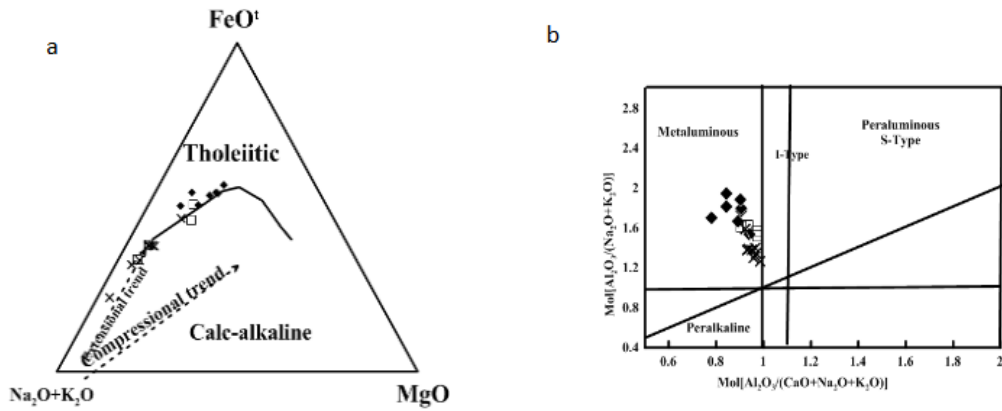 a
FeOᵗ
Tholeiitic
Extensional trend
Compressional trend
Calc-alkaline
Na₂O+K₂O
MgO
b
Mol[Al₂O₃/(Na₂O+K₂O)]
2.8
2.4
2
1.6
1.2
0.8
0.4
Metaluminous
I-Type
Peraluminous
S-Type
Peralkaline
0.6
0.8
1
1.2
1.4
1.6
1.8
2
Mol[Al₂O₃/(CaO+Na₂O+K₂O)]